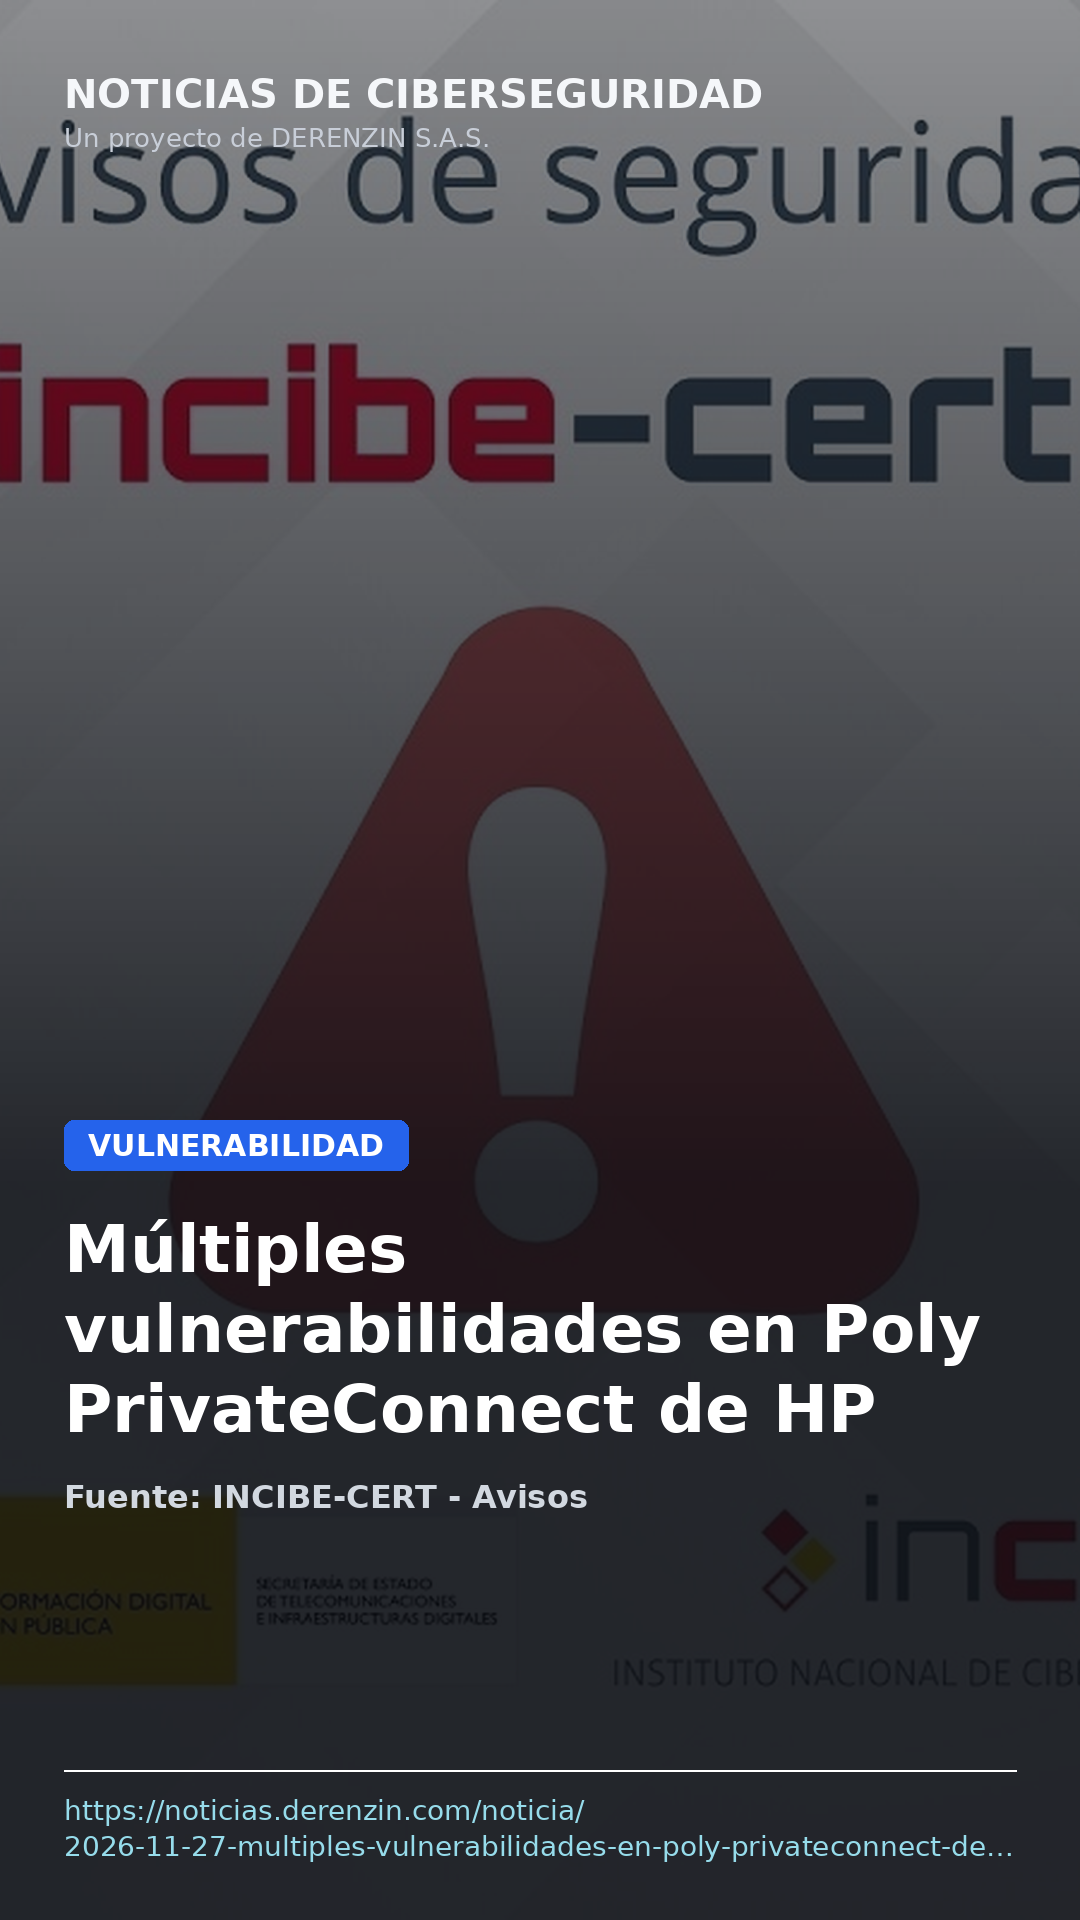 NOTICIAS DE CIBERSEGURIDAD
Un proyecto de DERENZIN S.A.S.
visos de segurida
incibe-cert
VULNERABILIDAD
Múltiples
vulnerabilidades en Poly
PrivateConnect de HP
Fuente: INCIBE-CERT - Avisos
ORMACIÓN DIGITAL
N PÚBLICA
SECRETARÍA DE ESTADO
DE TELECOMUNICACIONES
E INFRAESTRUCTURAS DIGITALES
inc
INSTITUTO NACIONAL DE CIB
https://noticias.derenzin.com/noticia/
2026-11-27-multiples-vulnerabilidades-en-poly-privateconnect-de...